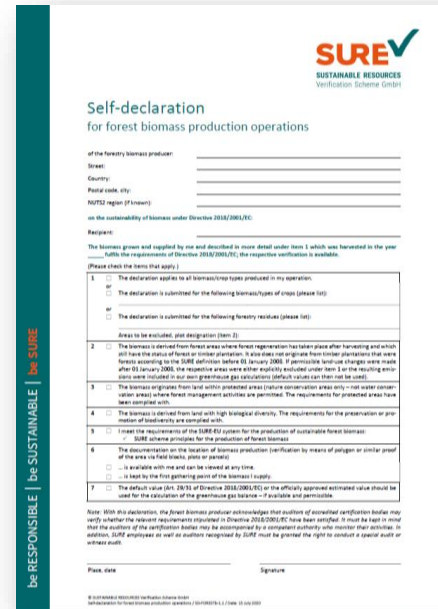 SURE
SUSTAINABLE RESOURCES
Verification Scheme GmbH
Self-declaration
for forest biomass production operations
of the forestry biomass producer:
Street:
Country:
Postal code, city:
NUTS2 region (if known):
on the sustainability of biomass under Directive 2018/2001/EC:
Recipient:
The biomass grown and supplied by me and described in more detail under item 1 which was harvested in the year
_____ fulfils the requirements of Directive 2018/2001/EC; the respective verification is available.
(Please check the items that apply.)
1 The declaration applies to all biomass/crop types produced in my operation.
or
The declaration is submitted for the following biomass/types of crops (please list):
or
The declaration is submitted for the following forestry residues (please list):
Areas to be excluded, plot designation (item 2):
2 The biomass is derived from forest areas where forest regeneration has taken place after harvesting and which
still have the status of forest or timber plantation. It also does not originate from timber plantations that were
forests according to the SURE definition before 01 January 2008. If permissible land-use changes were made
after 01 January 2008, the respective areas were either explicitly excluded under item 1 or the resulting emis-
sions were included in our own greenhouse gas calculations (default values can then not be used).
3 The biomass originates from land within protected areas (nature conservation areas only – not water conser-
vation areas) where forest management activities are permitted. The requirements for protected areas have
been complied with.
4 The biomass is derived from land with high biological diversity. The requirements for the preservation or pro-
motion of biodiversity are complied with.
5 I meet the requirements of the SURE-EU system for the production of sustainable forest biomass:
✓ SURE scheme principles for the production of forest biomass
6 The documentation on the location of biomass production (verification by means of polygon or similar proof
of the area via field blocks, plots or parcels)
... is available with me and can be viewed at any time.
... is kept by the first gathering point of the biomass I supply.
7 The default value (Art. 29/31 of Directive 2018/2001/EC) or the officially approved estimated value should be
used for the calculation of the greenhouse gas balance – if available and permissible.
Note: With this declaration, the forest biomass producer acknowledges that auditors of accredited certification bodies may
verify whether the relevant requirements stipulated in Directive 2018/2001/EC have been satisfied. It must be kept in mind
that the auditors of the certification bodies may be accompanied by a competent authority who monitor their activities. In
addition, SURE employees as well as auditors recognised by SURE must be granted the right to conduct a special audit or
witness audit.
Place, date Signature
© SUSTAINABLE RESOURCES Verification Scheme GmbH
be RESPONSIBLE | be SUSTAINABLE | be SURE